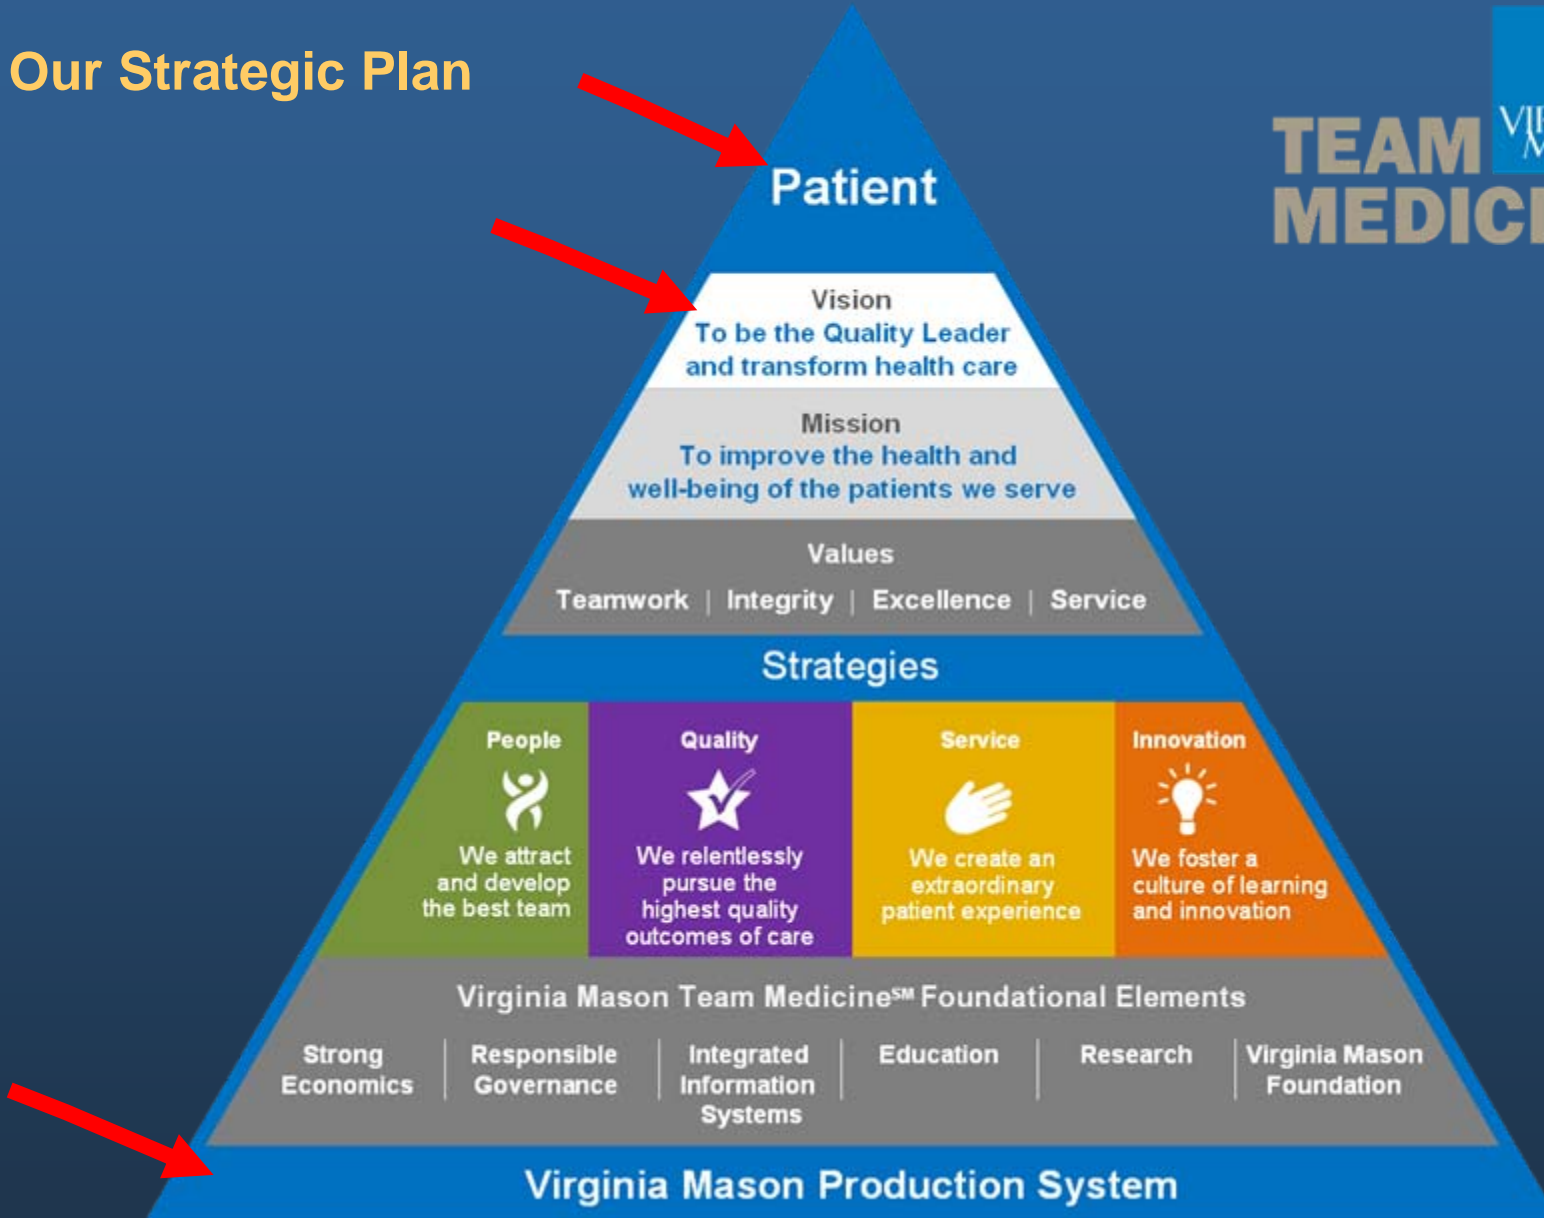 Our Strategic Plan
TEAM
Patient
Vision
To be the Quality Leader
and transform health care
Mission
To improve the health and
well-being of the patients we serve
Values
Teamwork | Integrity | Excellence | Service
Strategies
People
We attract
and develop
the best team
Quality
We relentlessly
pursue the
highest quality
outcomes of care
Service
We create an
extraordinary
patient experience
Innovation
We foster a
culture of learning
and innovation
Virginia Mason Team Medicine℠ Foundational Elements
Strong
Economics
Responsible
Governance
Integrated
Information
Systems
Education
Research
Virginia Mason
Foundation
Virginia Mason Production System